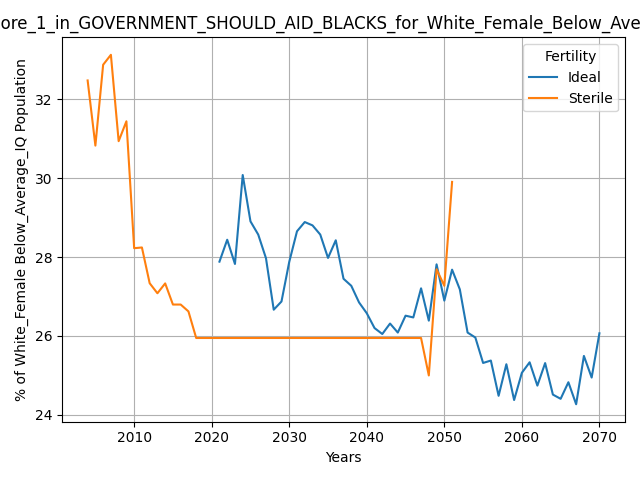 ore_1_in_GOVERNMENT_SHOULD_AID_BLACKS_for_White_Female_Below_Ave
% of White_Female Below_Average_IQ Population
Fertility
Ideal
Sterile
32
30
28
26
24
2010 2020 2030 2040 2050 2060 2070
Years